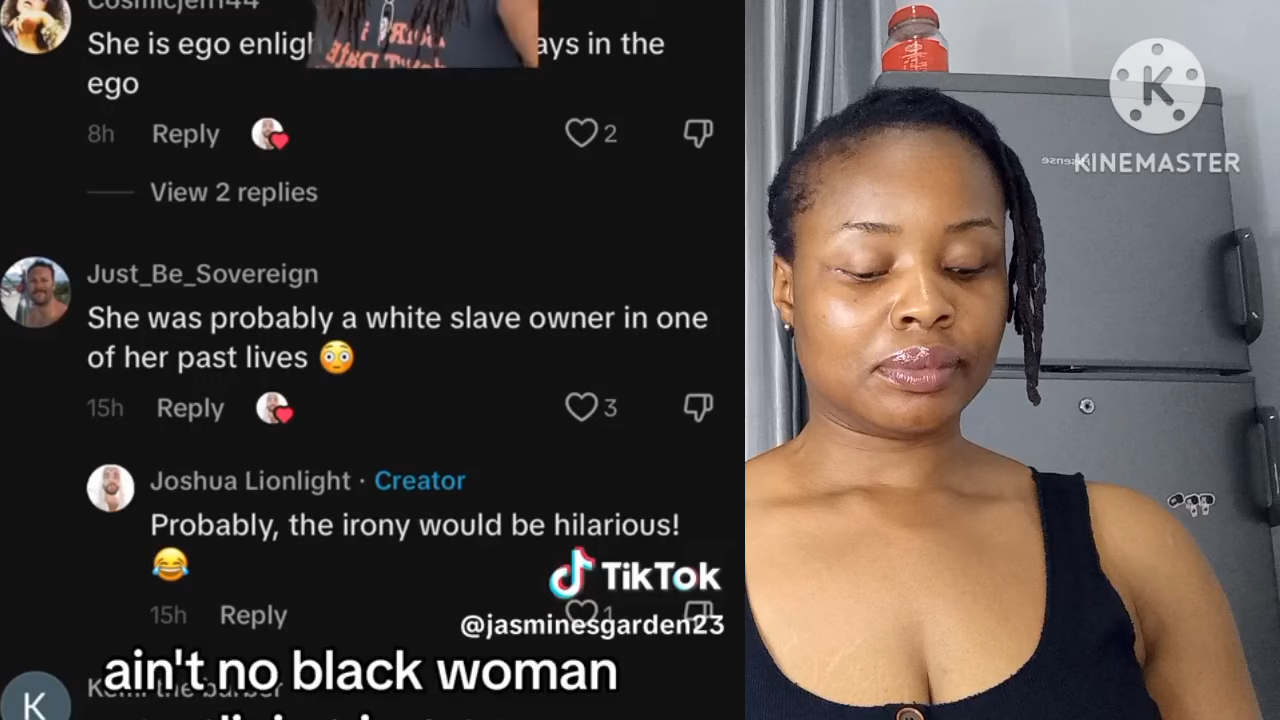 She is ego enligh
ays in the
ego
8h Reply 2
View 2 replies
Just_Be_Sovereign
She was probably a white slave owner in one
of her past lives 😳
15h Reply 3
Joshua Lionlight · Creator
Probably, the irony would be hilarious!
😂
15h Reply 1
TikTok
@jasminesgarden23
ain't no black woman
K
K
KINEMASTER